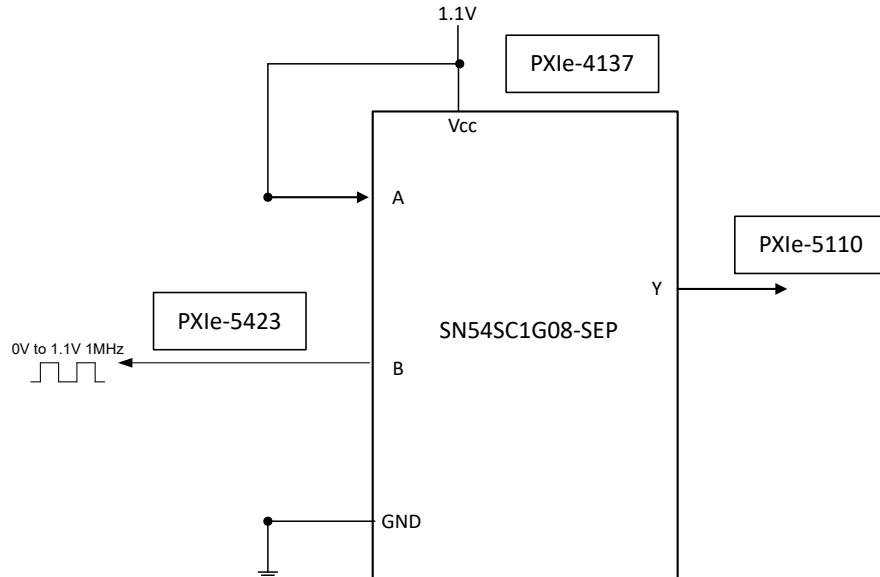 1.1V
PXIe-4137
Vcc
A
PXIe-5110
Y
PXIe-5423
SN54SC1G08-SEP
0V to 1.1V 1MHz
B
GND